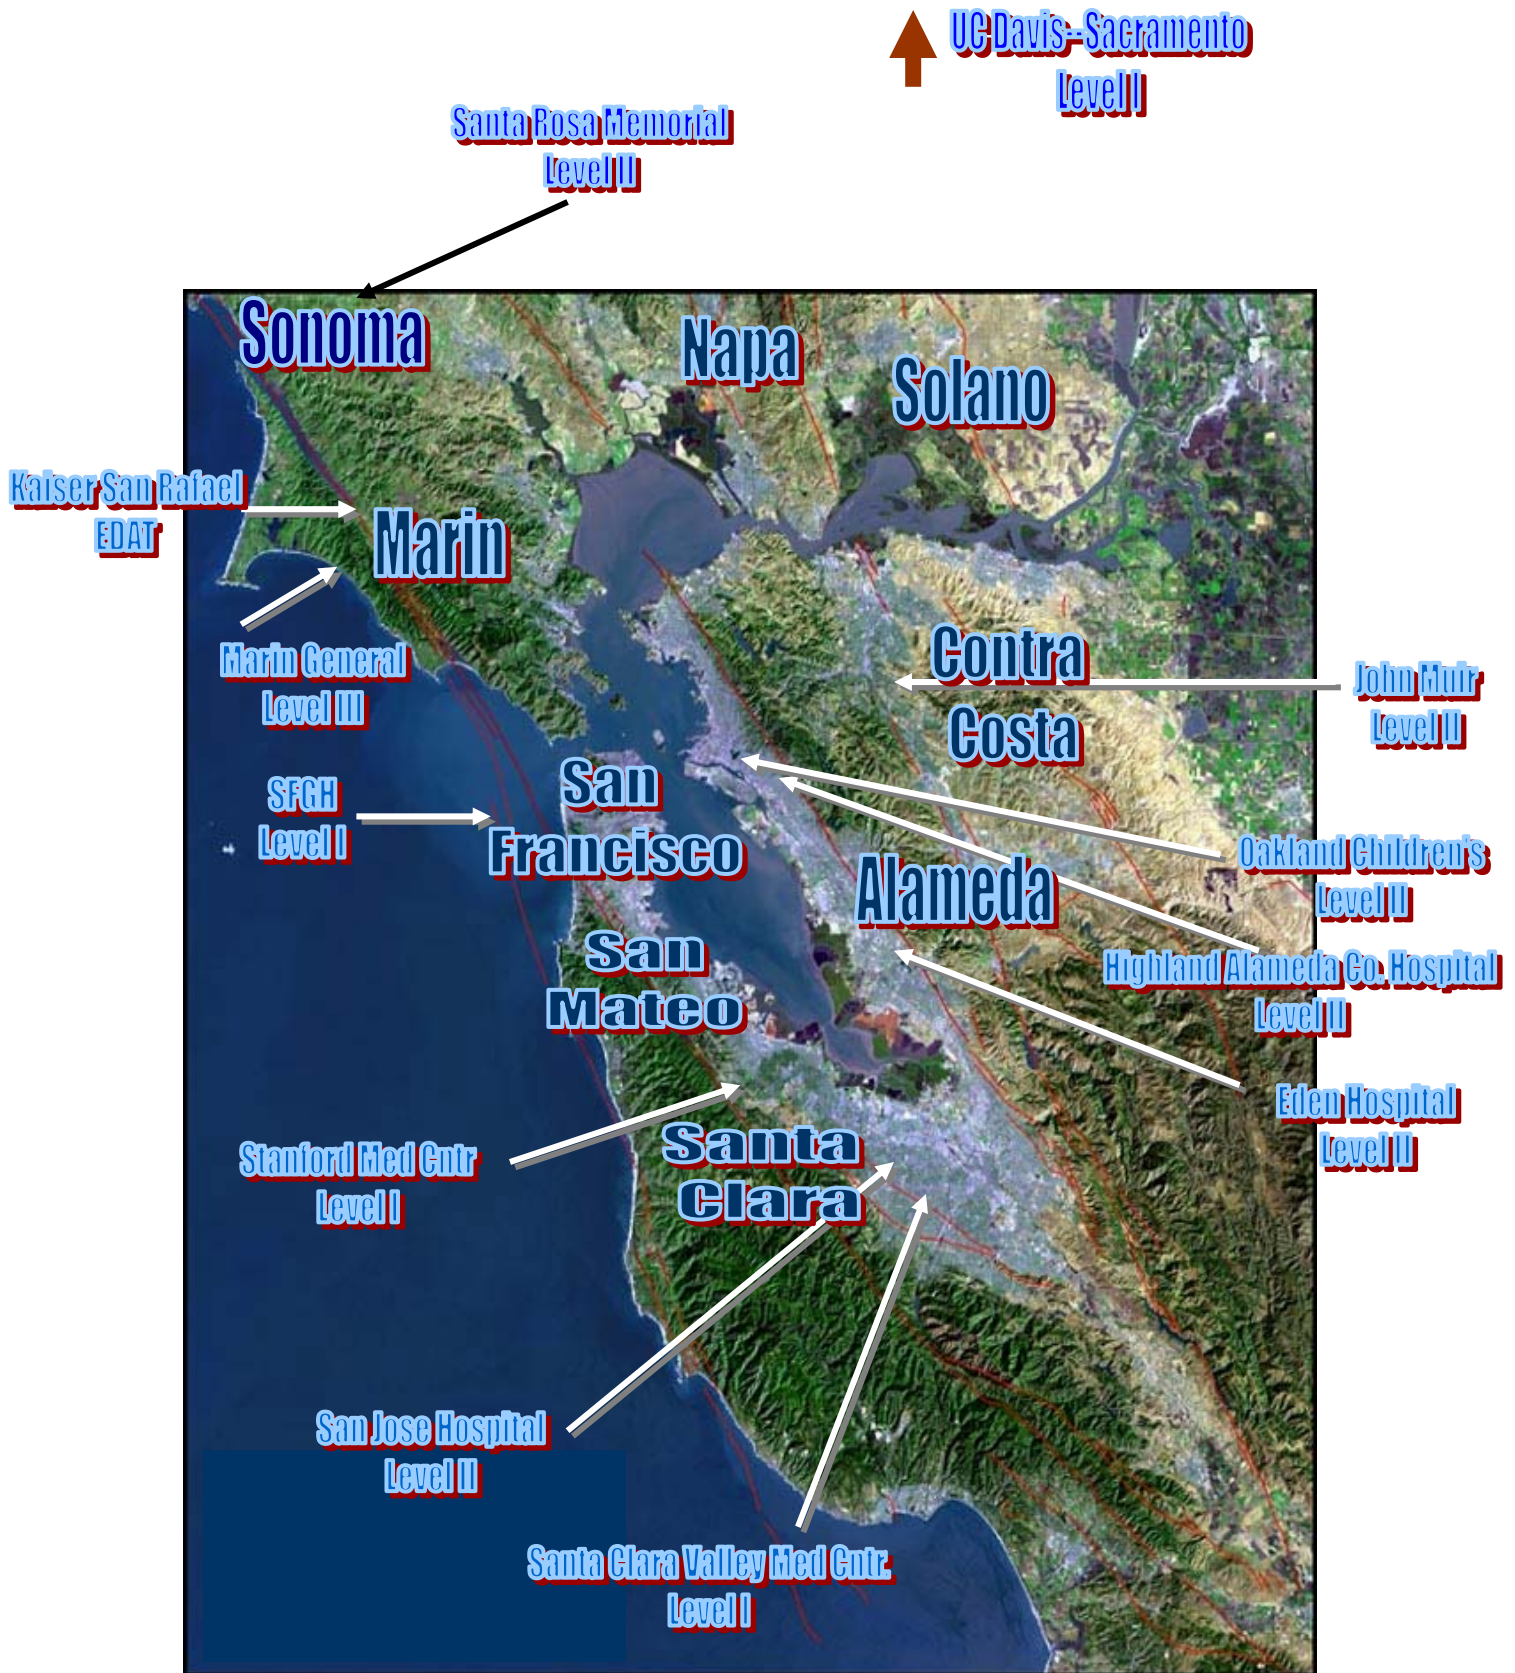 UC Davis--Sacramento
Level I
Santa Rosa Memorial
Level II
Sonoma
Napa
Solano
Kaiser San Rafael
EDAT
Marin
Marin General
Level III
Contra
Costa
John Muir
Level II
SFGH
Level I
San
Francisco
Oakland Children's
Level II
Alameda
Highland Alameda Co. Hospital
Level II
San
Mateo
Eden Hospital
Level II
Stanford Med Cntr
Level I
Santa
Clara
San Jose Hospital
Level II
Santa Clara Valley Med Cntr.
Level I